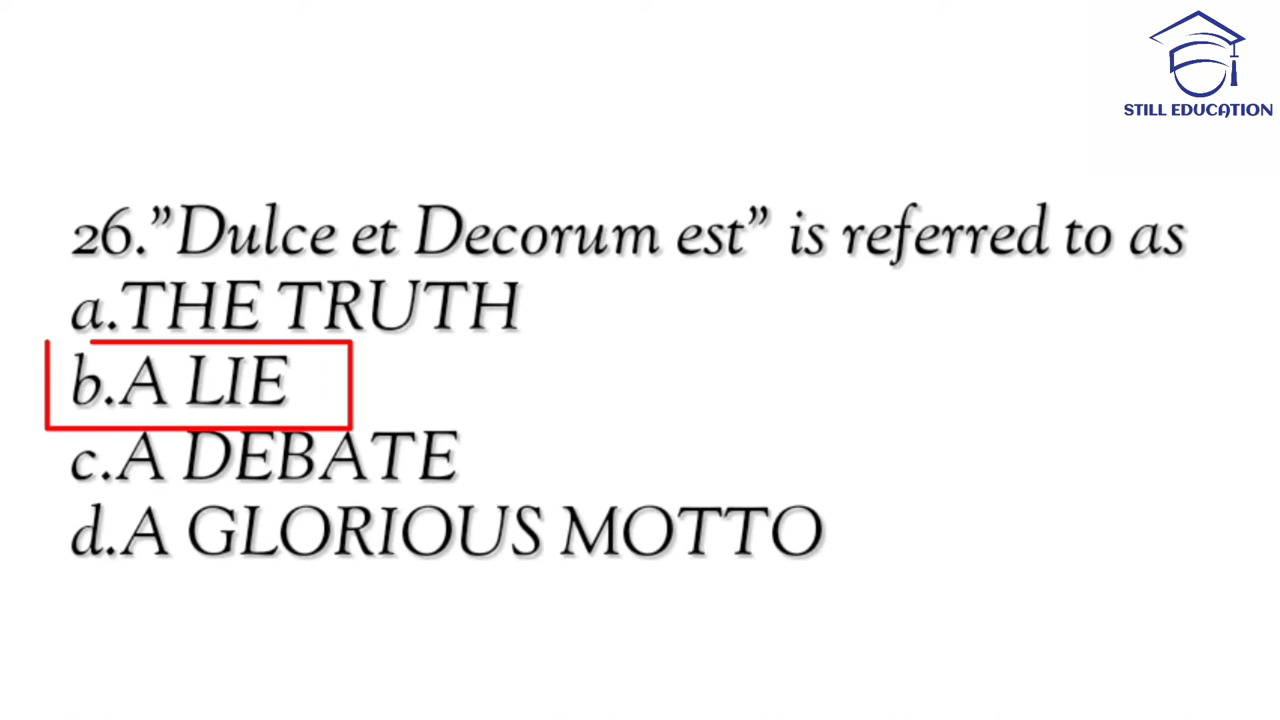 STILL EDUCATION
26.”Dulce et Decorum est” is referred to as
a.THE TRUTH
b.A LIE
c.A DEBATE
d.A GLORIOUS MOTTO